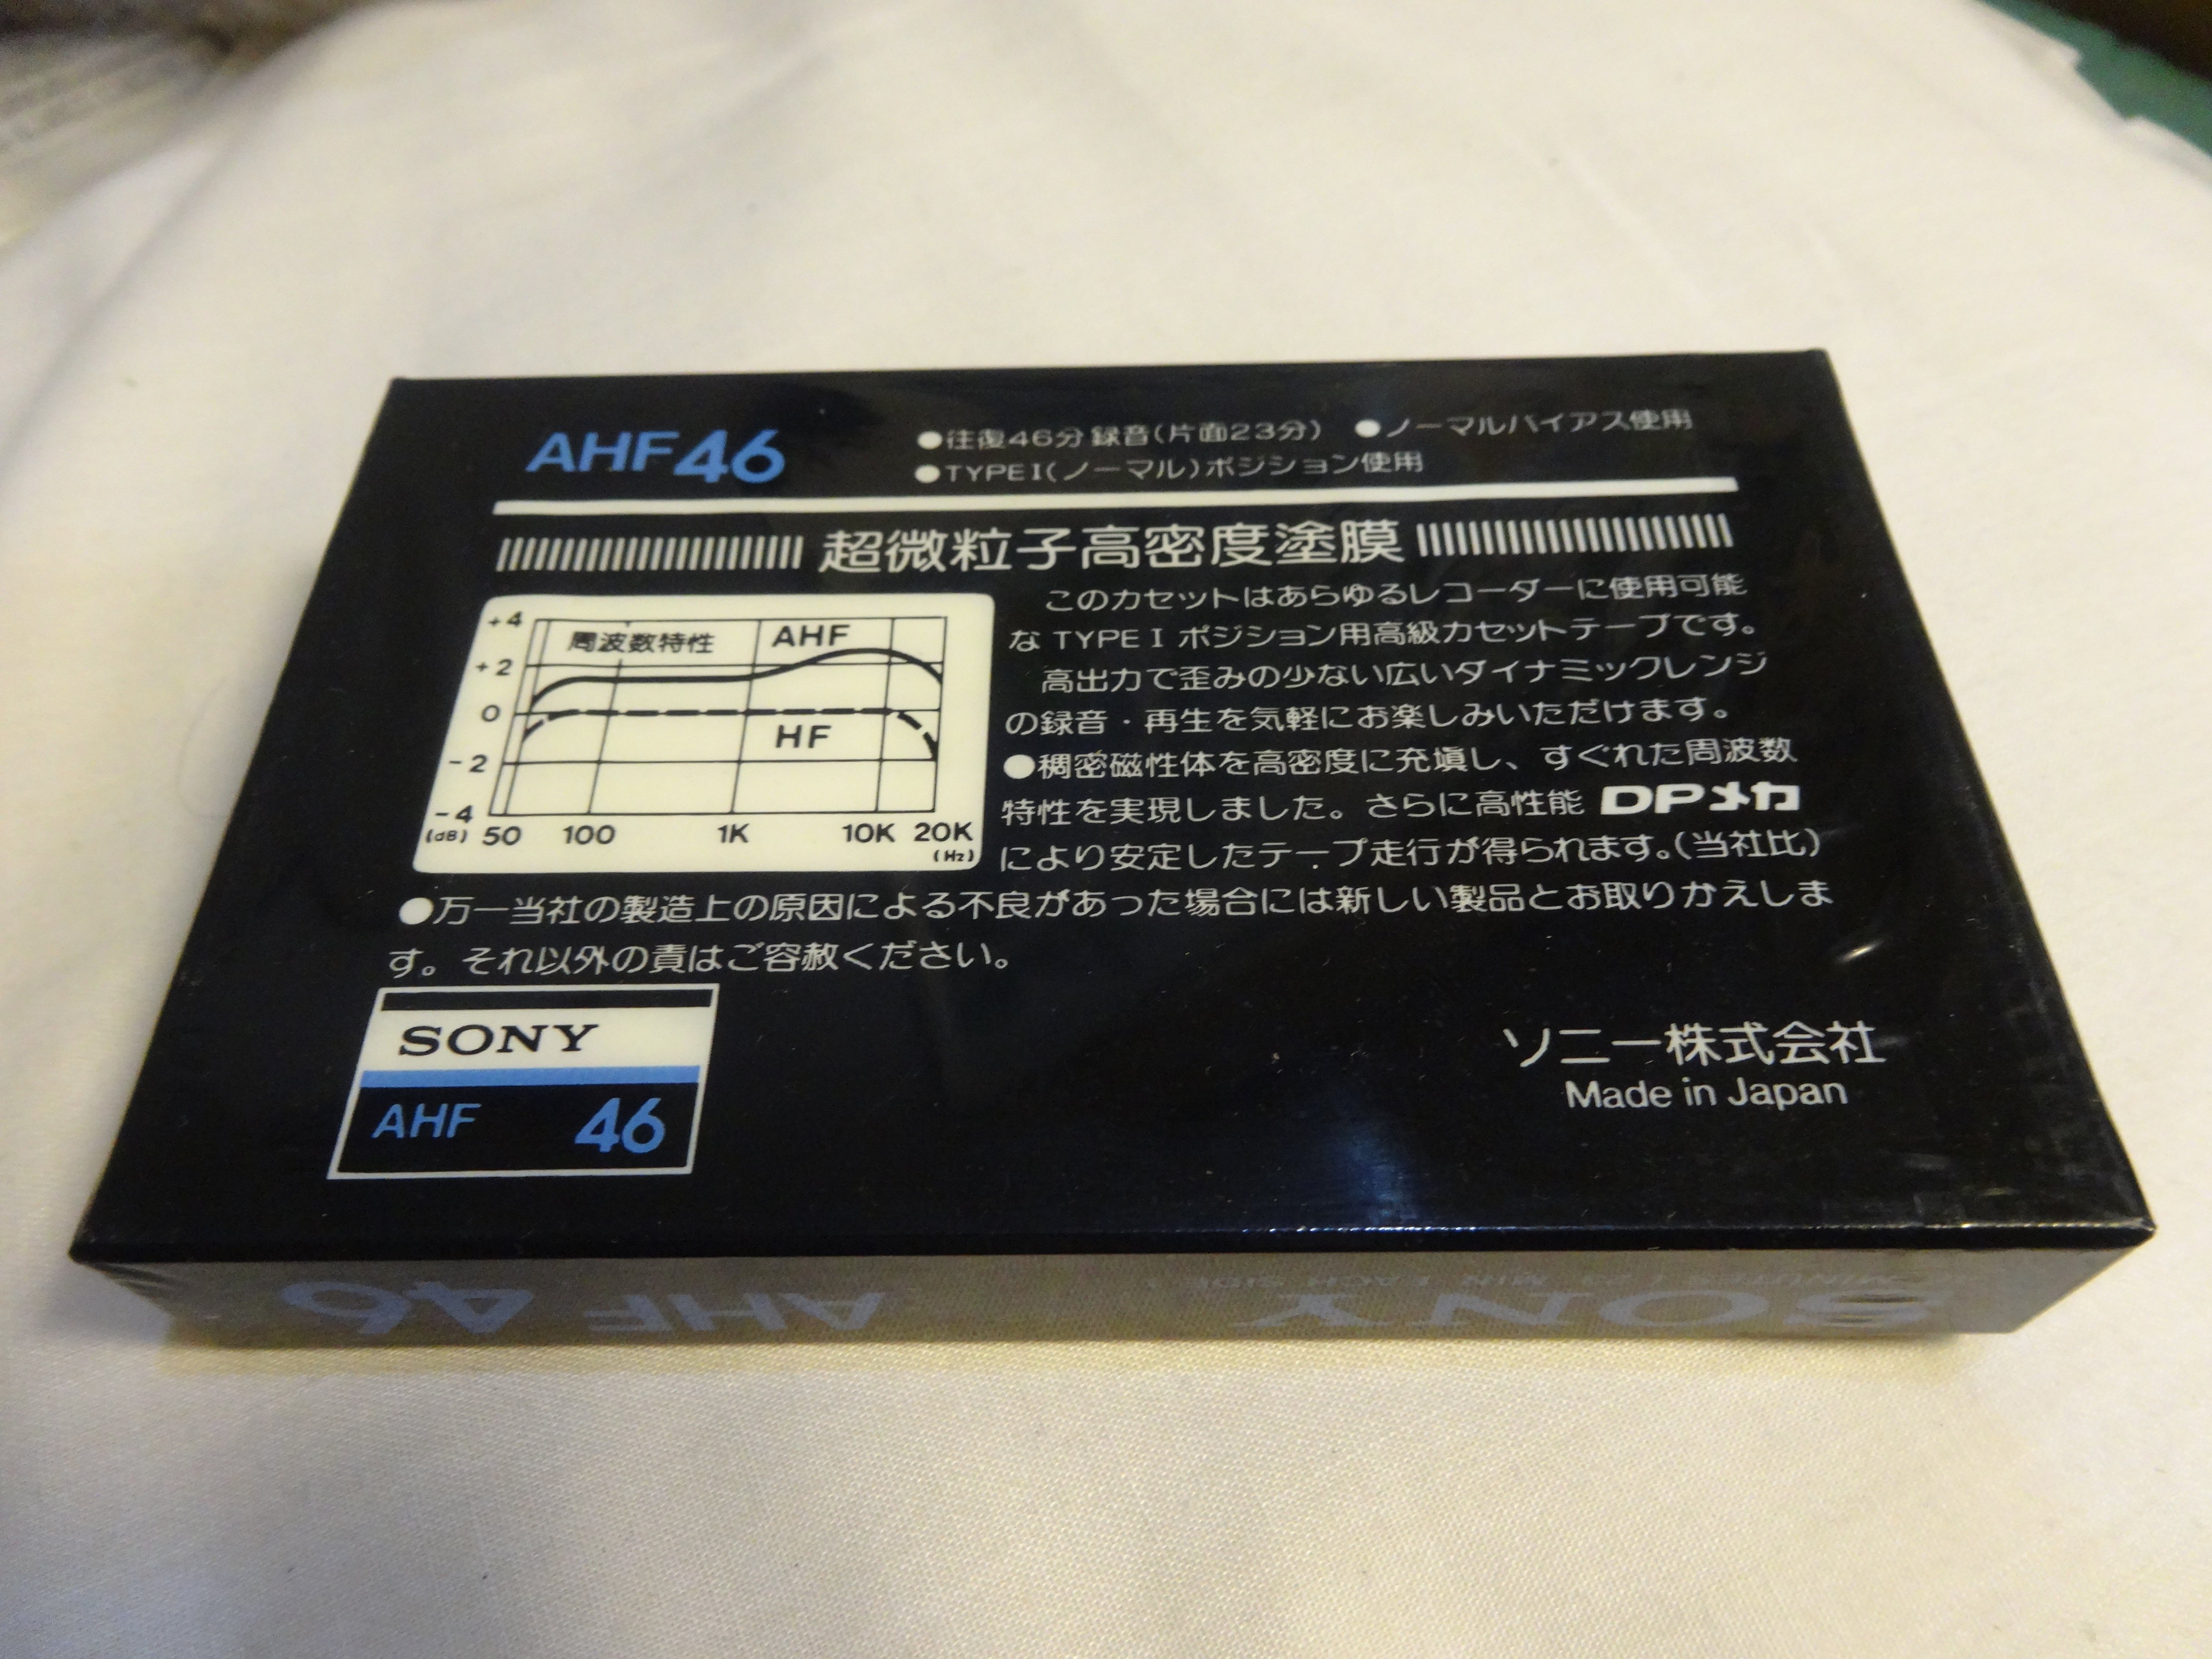 AHF46
●往復46分録音(片面23分) ●ノーマルバイアス使用
●TYPEⅠ(ノーマル)ポジション使用
超微粒子高密度塗膜
周波数特性
AHF
HF
+4
+2
0
-2
-4
(dB) 50 100 1K 10K 20K
(Hz)
このカセットはあらゆるレコーダーに使用可能
な TYPEⅠ ポジション用高級カセットテープです。
高出力で歪みの少ない広いダイナミックレンジ
の録音・再生を気軽にお楽しみいただけます。
●稠密磁性体を高密度に充塡し、すぐれた周波数
特性を実現しました。さらに高性能 DPメカ
により安定したテープ走行が得られます。(当社比)
●万一当社の製造上の原因による不良があった場合には新しい製品とお取りかえしま
す。それ以外の責はご容赦ください。
SONY
AHF 46
ソニー株式会社
Made in Japan
SONY AHF 46
MINUTES (23 MIN EACH SIDE)